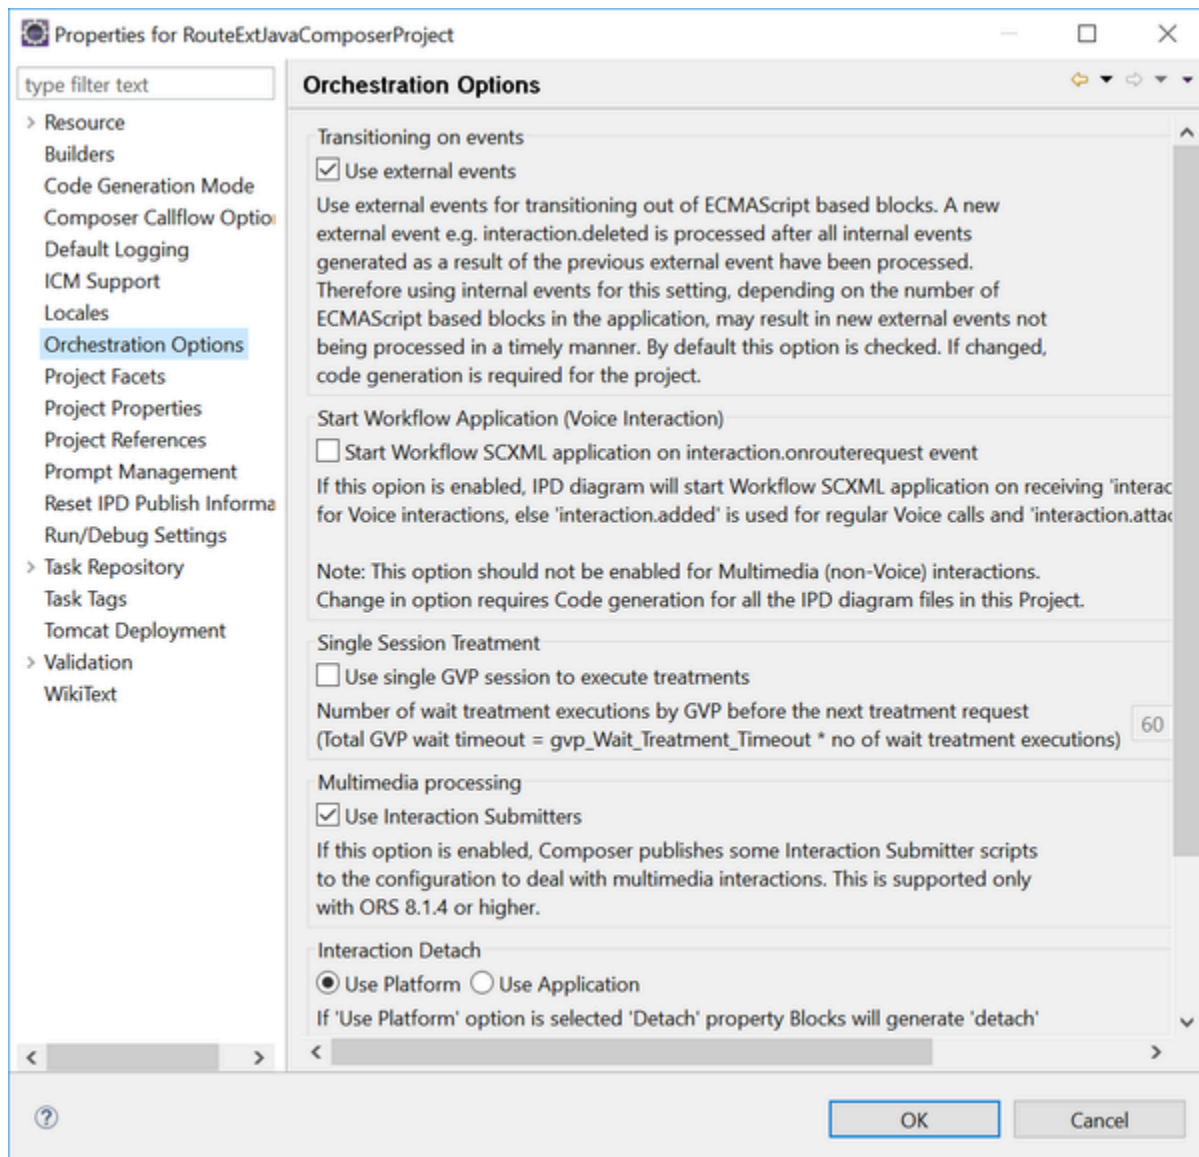 Properties for RouteExtJavaComposerProject
type filter text
Resource
Builders
Code Generation Mode
Composer Callflow Optio
Default Logging
ICM Support
Locales
Orchestration Options
Project Facets
Project Properties
Project References
Prompt Management
Reset IPD Publish Informa
Run/Debug Settings
Task Repository
Task Tags
Tomcat Deployment
Validation
WikiText
Orchestration Options
Transitioning on events
Use external events
Use external events for transitioning out of ECMAScript based blocks. A new
external event e.g. interaction.deleted is processed after all internal events
generated as a result of the previous external event have been processed.
Therefore using internal events for this setting, depending on the number of
ECMAScript based blocks in the application, may result in new external events not
being processed in a timely manner. By default this option is checked. If changed,
code generation is required for the project.
Start Workflow Application (Voice Interaction)
Start Workflow SCXML application on interaction.onrouterequest event
If this opion is enabled, IPD diagram will start Workflow SCXML application on receiving 'interac
for Voice interactions, else 'interaction.added' is used for regular Voice calls and 'interaction.attac
Note: This option should not be enabled for Multimedia (non-Voice) interactions.
Change in option requires Code generation for all the IPD diagram files in this Project.
Single Session Treatment
Use single GVP session to execute treatments
Number of wait treatment executions by GVP before the next treatment request
(Total GVP wait timeout = gvp_Wait_Treatment_Timeout * no of wait treatment executions)
60
Multimedia processing
Use Interaction Submitters
If this option is enabled, Composer publishes some Interaction Submitter scripts
to the configuration to deal with multimedia interactions. This is supported only
with ORS 8.1.4 or higher.
Interaction Detach
Use Platform Use Application
If 'Use Platform' option is selected 'Detach' property Blocks will generate 'detach'
?
OK Cancel